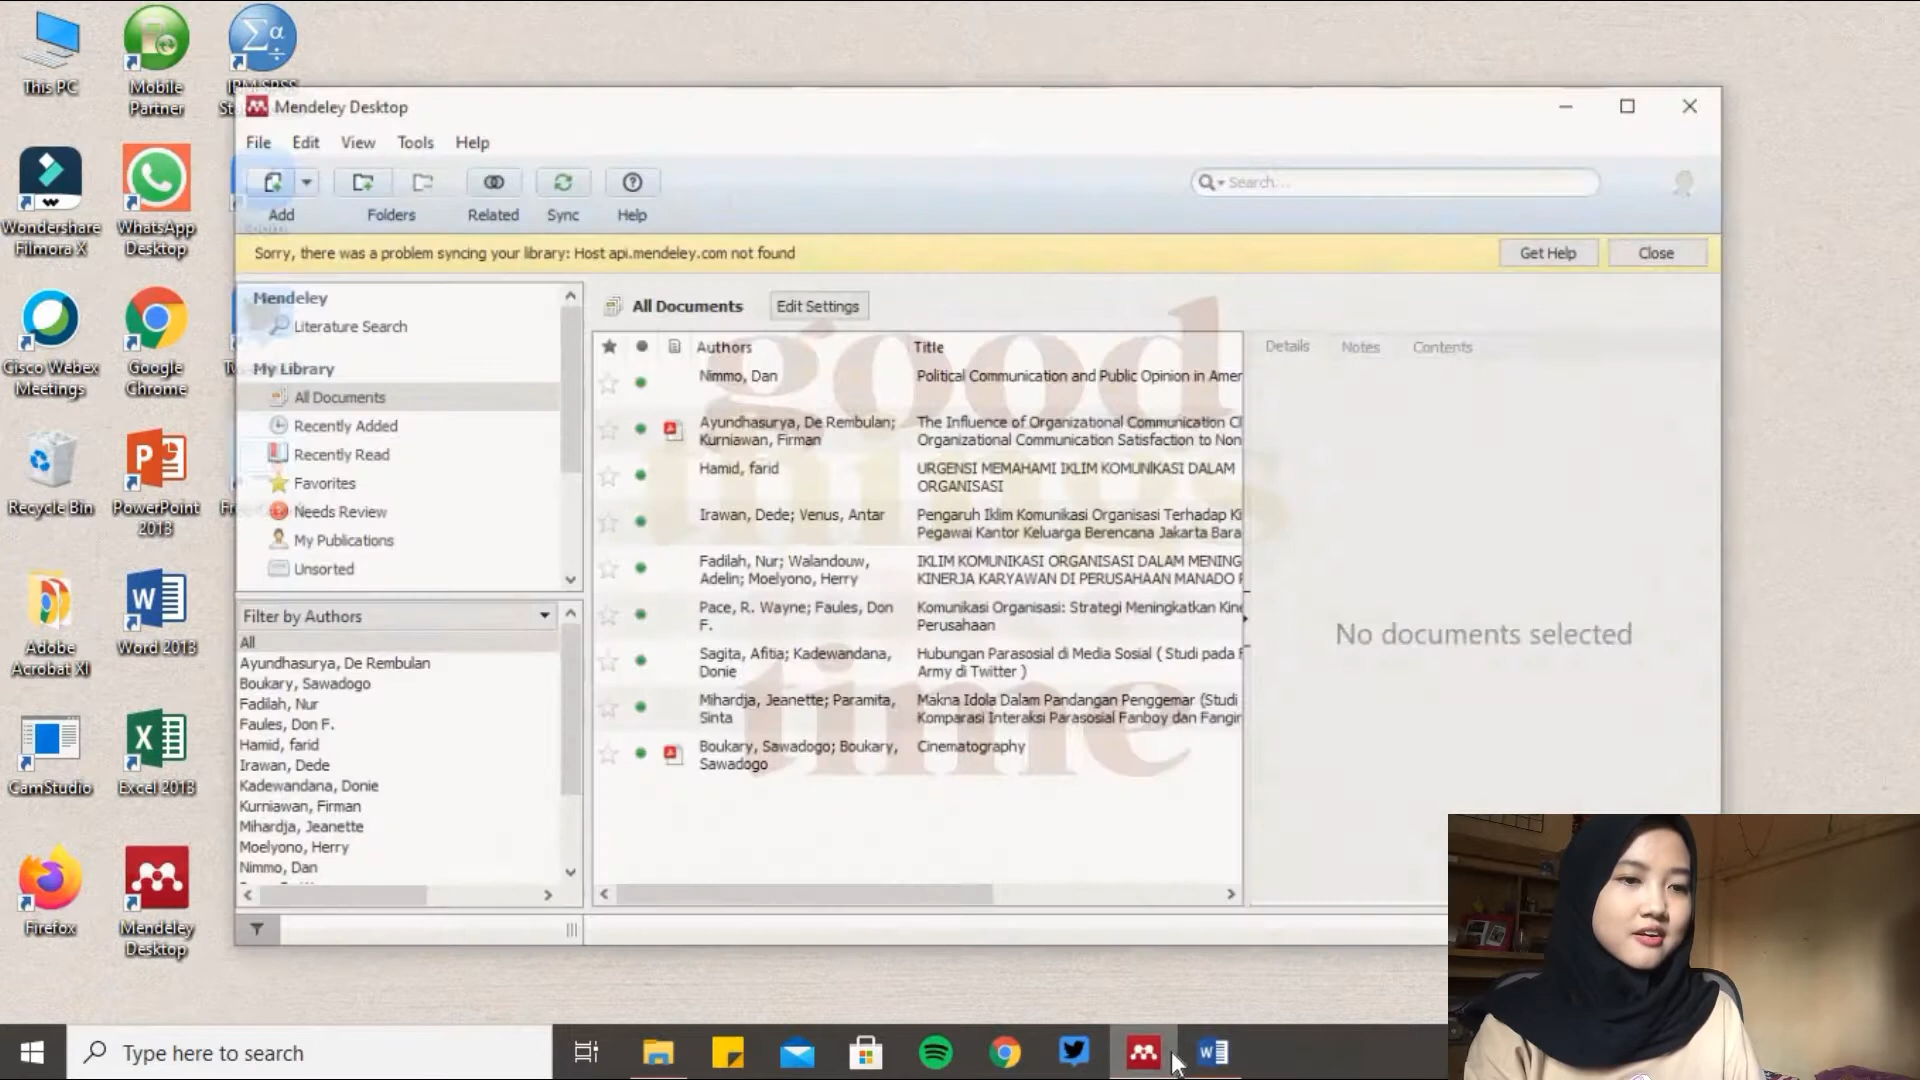 This PC
Mobile
Partner
IBM SPSS
Wondershare
Filmora X
WhatsApp
Desktop
Cisco Webex
Meetings
Google
Chrome
Recycle Bin
PowerPoint
2013
Adobe
Acrobat XI
Word 2013
CamStudio
Excel 2013
Firefox
Mendeley
Desktop
Mendeley Desktop
File Edit View Tools Help
Search...
Add Folders Related Sync Help
Sorry, there was a problem syncing your library: Host api.mendeley.com not found
Get Help Close
Mendeley
Literature Search
My Library
All Documents
Recently Added
Recently Read
Favorites
Needs Review
My Publications
Unsorted
Filter by Authors
All
Ayundhasurya, De Rembulan
Boukary, Sawadogo
Fadilah, Nur
Faules, Don F.
Hamid, farid
Irawan, Dede
Kadewandana, Donie
Kurniawan, Firman
Mihardja, Jeanette
Moelyono, Herry
Nimmo, Dan
All Documents Edit Settings
Authors Title
Nimmo, Dan Political Communication and Public Opinion in Amer
Ayundhasurya, De Rembulan; The Influence of Organizational Communication Cl
Kurniawan, Firman Organizational Communication Satisfaction to Non
Hamid, farid URGENSI MEMAHAMI IKLIM KOMUNIKASI DALAM
ORGANISASI
Irawan, Dede; Venus, Antar Pengaruh Iklim Komunikasi Organisasi Terhadap Ki
Pegawai Kantor Keluarga Berencana Jakarta Bara
Fadilah, Nur; Walandouw, IKLIM KOMUNIKASI ORGANISASI DALAM MENING
Adelin; Moelyono, Herry KINERJA KARYAWAN DI PERUSAHAAN MANADO
Pace, R. Wayne; Faules, Don Komunikasi Organisasi: Strategi Meningkatkan Kine
F. Perusahaan
Sagita, Afitia; Kadewandana, Hubungan Parasosial di Media Sosial ( Studi pada F
Donie Army di Twitter )
Mihardja, Jeanette; Paramita, Makna Idola Dalam Pandangan Penggemar (Studi
Sinta Komparasi Interaksi Parasosial Fanboy dan Fangir
Boukary, Sawadogo; Boukary, Cinematography
Sawadogo
good
things
time
Details Notes Contents
No documents selected
Type here to search